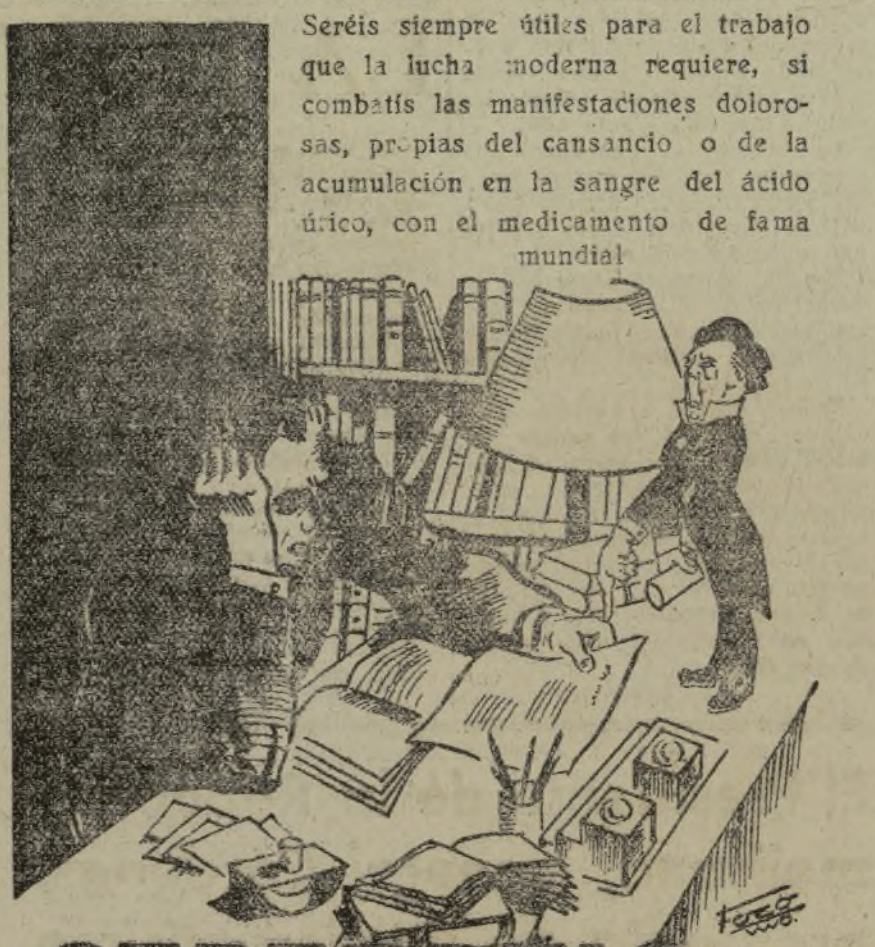 Seréis siempre útiles para el trabajo
que la lucha moderna requiere, si
combatís las manifestaciones doloro-
sas, propias del cansancio o de la
acumulación en la sangre del ácido
úrico, con el medicamento de fama
mundial